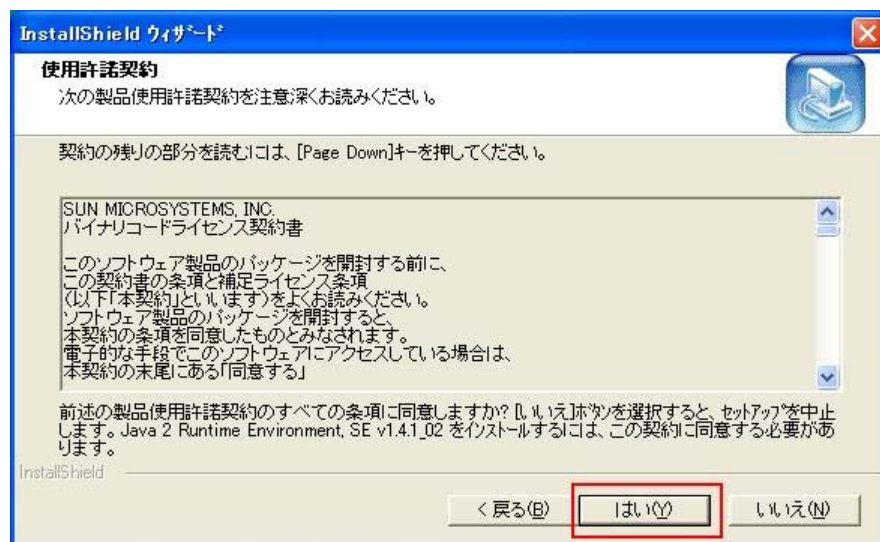 InstallShield ウィザード
使用許諾契約
次の製品使用許諾契約を注意深くお読みください。
契約の残りの部分を読むには、[Page Down]キーを押してください。
SUN MICROSYSTEMS, INC.
バイナリコードライセンス契約書
このソフトウェア製品のパッケージを開封する前に、
この契約書の条項と補足ライセンス条項
(以下「本契約」といいます)をよくお読みください。
ソフトウェア製品のパッケージを開封すると、
本契約の条項を同意したものとみなされます。
電子的な手段でこのソフトウェアにアクセスしている場合は、
本契約の末尾にある「同意する」
前述の製品使用許諾契約のすべての条項に同意しますか? [いいえ]ボタンを選択すると、セットアップを中止
します。Java 2 Runtime Environment, SE v1.4.1_02 をインストールするには、この契約に同意する必要があ
ります。
InstallShield
< 戻る(B) はい(Y) いいえ(N)